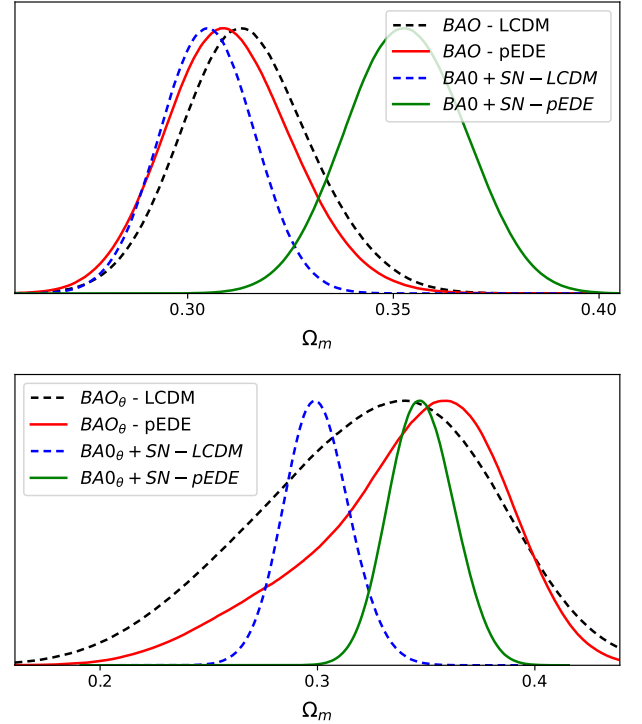 BAO - LCDM
BAO - pEDE
BA0 + SN − LCDM
BA0 + SN − pEDE
0.30 0.35 0.40
Ωm
BAOθ - LCDM
BAOθ - pEDE
BA0θ + SN − LCDM
BA0θ + SN − pEDE
0.2 0.3 0.4
Ωm